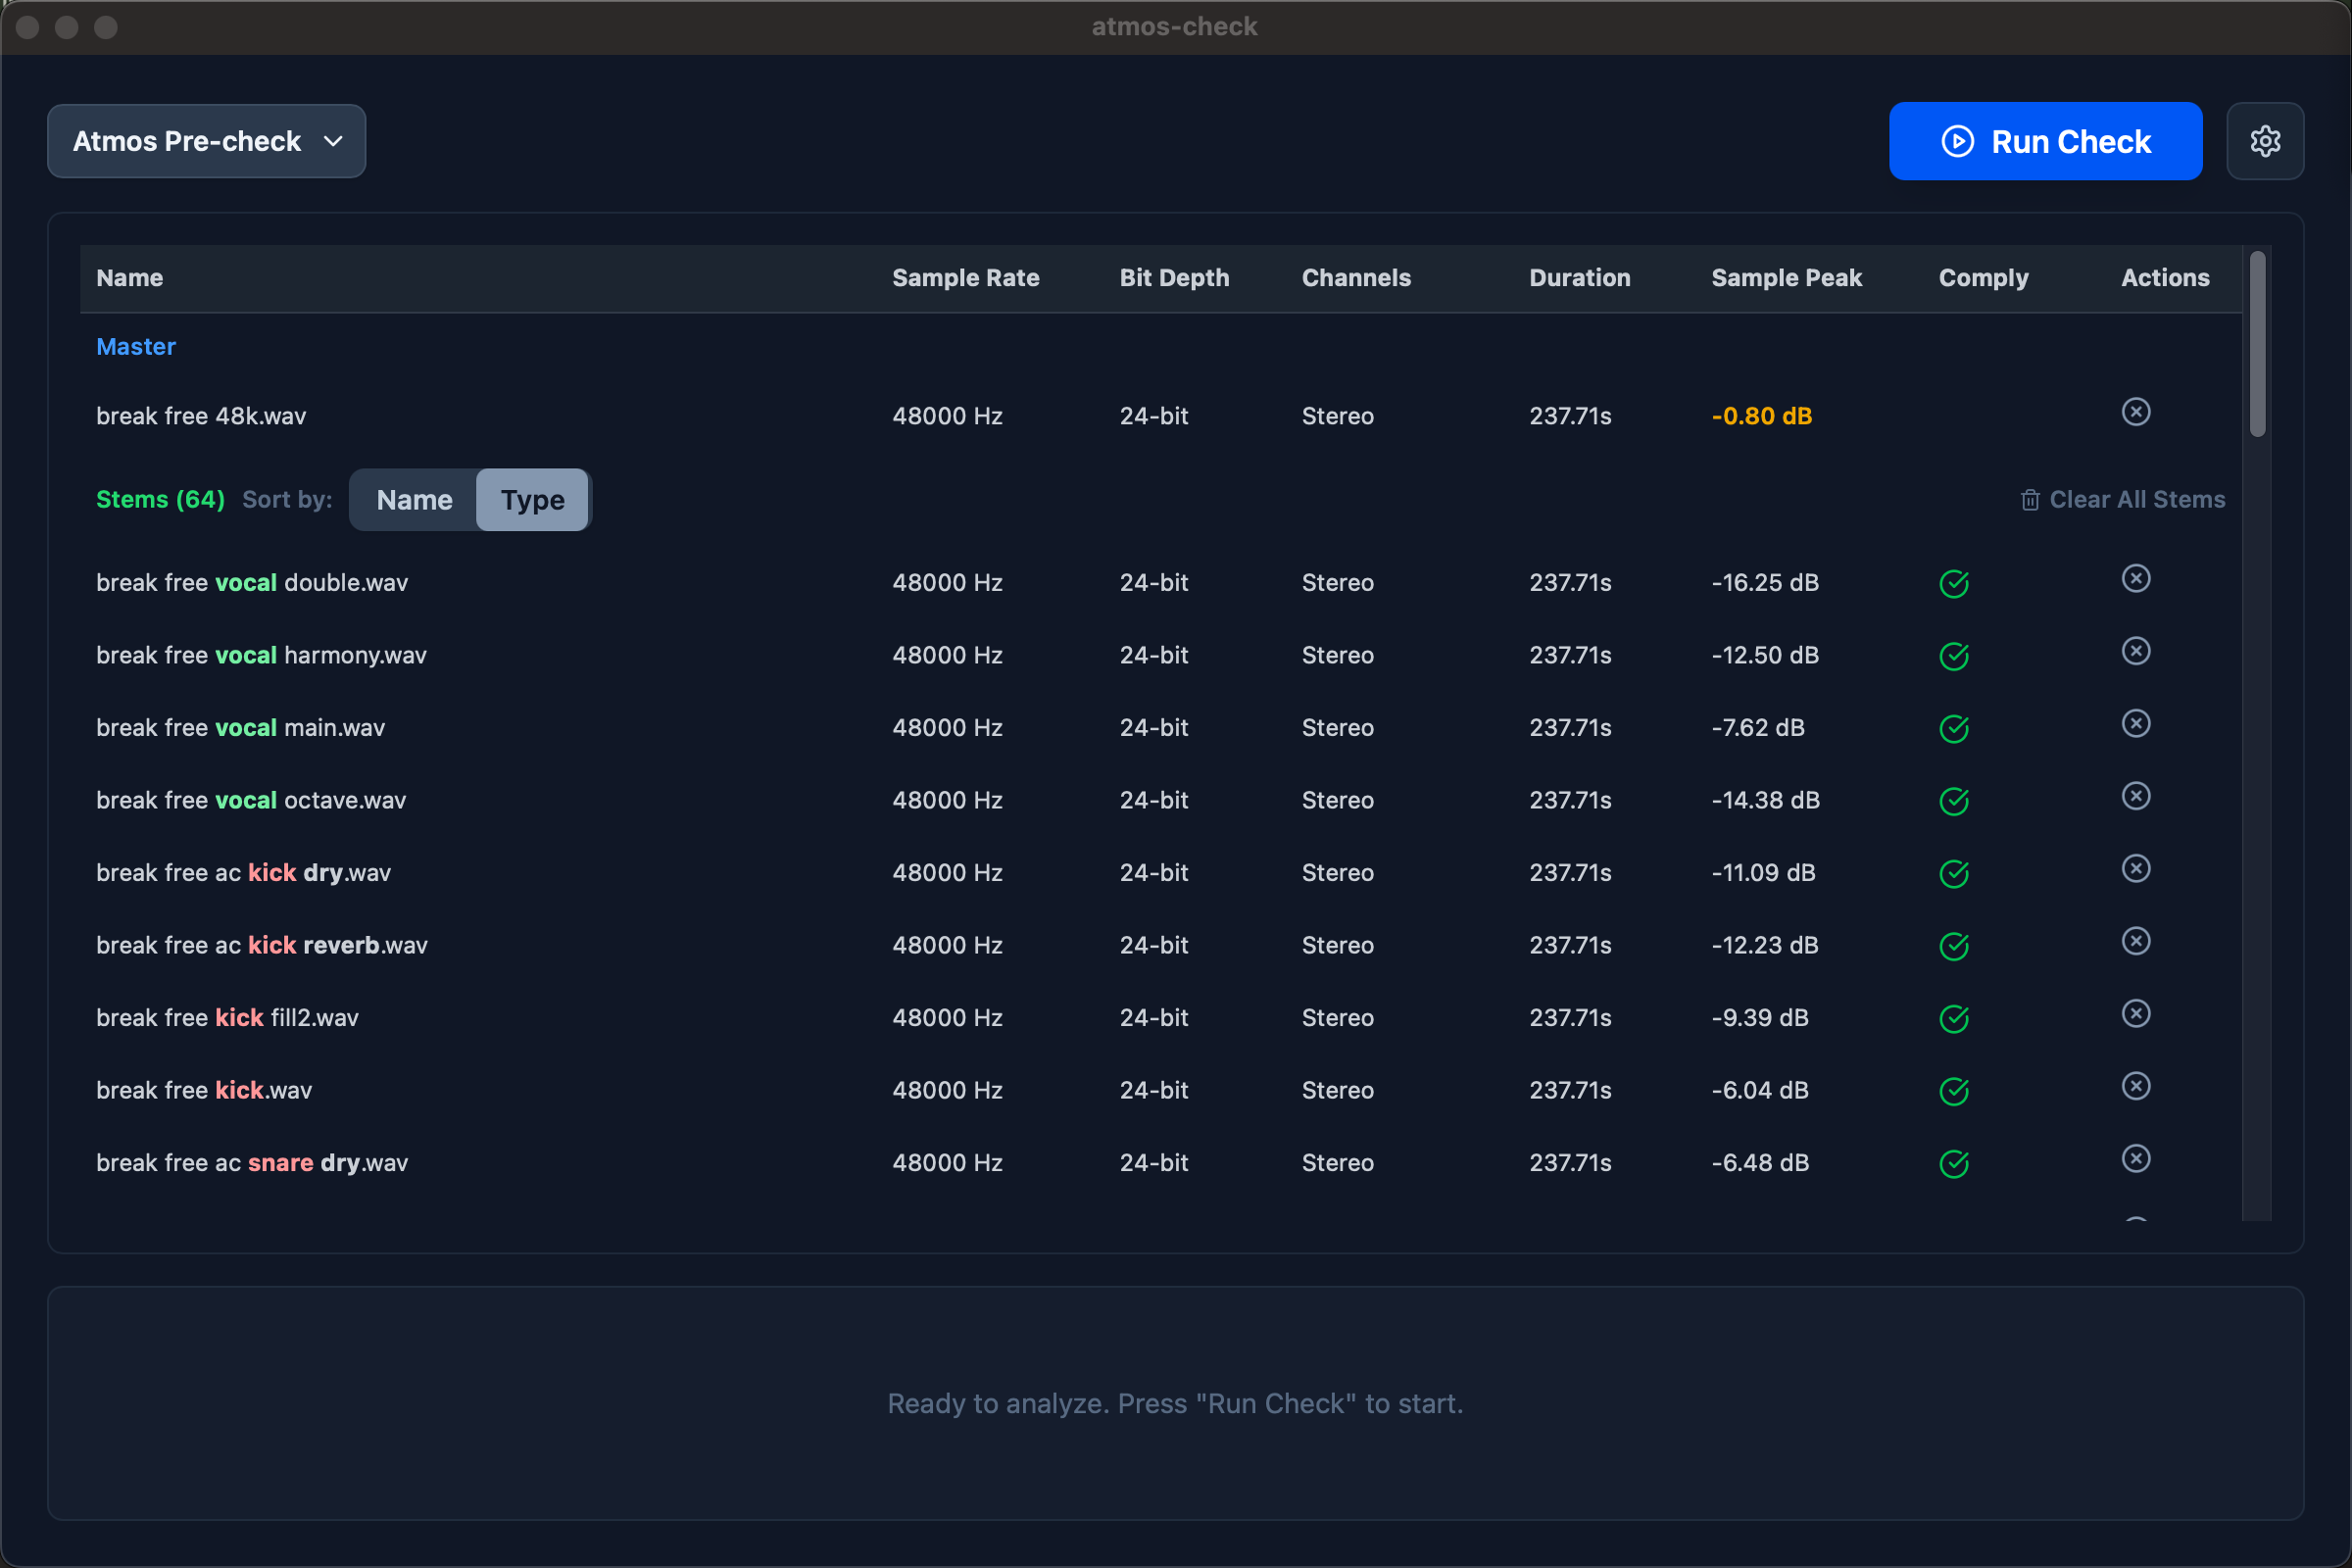 atmos-check
Atmos Pre-check
Run Check
Name Sample Rate Bit Depth Channels Duration Sample Peak Comply Actions
Master
break free 48k.wav 48000 Hz 24-bit Stereo 237.71s -0.80 dB
Stems (64) Sort by: Name Type Clear All Stems
break free vocal double.wav 48000 Hz 24-bit Stereo 237.71s -16.25 dB
break free vocal harmony.wav 48000 Hz 24-bit Stereo 237.71s -12.50 dB
break free vocal main.wav 48000 Hz 24-bit Stereo 237.71s -7.62 dB
break free vocal octave.wav 48000 Hz 24-bit Stereo 237.71s -14.38 dB
break free ac kick dry.wav 48000 Hz 24-bit Stereo 237.71s -11.09 dB
break free ac kick reverb.wav 48000 Hz 24-bit Stereo 237.71s -12.23 dB
break free kick fill2.wav 48000 Hz 24-bit Stereo 237.71s -9.39 dB
break free kick.wav 48000 Hz 24-bit Stereo 237.71s -6.04 dB
break free ac snare dry.wav 48000 Hz 24-bit Stereo 237.71s -6.48 dB
Ready to analyze. Press "Run Check" to start.